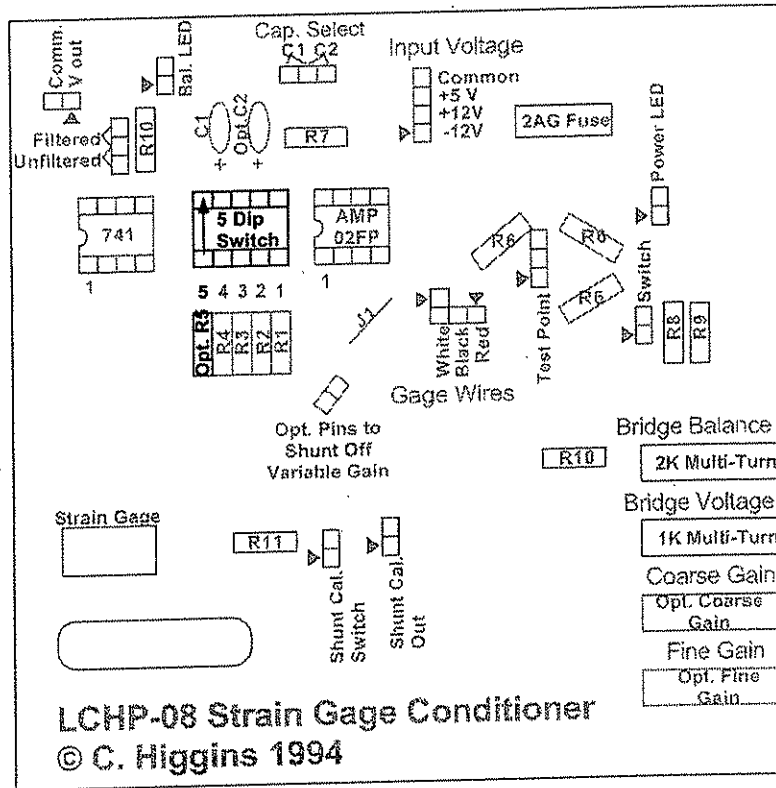 Comm.
V out
Bal. LED
Cap. Select
C1 C2
Input Voltage
Common
+5 V
+12V
-12V
2AG Fuse
Power LED
Filtered
Unfiltered
R10
C1
+
Opt. C2
+
R7
741
1
5 Dip
Switch
5 4 3 2 1
AMP
02FP
1
R6
R6
R6
Test Point
Switch
R8
R9
Opt. R5
R4
R3
R2
R1
J1
White
Black
Red
Gage Wires
Opt. Pins to
Shunt Off
Variable Gain
R10
Bridge Balance
2K Multi-Turn
Bridge Voltage
1K Multi-Turn
Coarse Gain
Opt. Coarse
Gain
Fine Gain
Opt. Fine
Gain
Strain Gage
R11
Shunt Cal.
Switch
Shunt Cal.
Out
LCHP-08 Strain Gage Conditioner
© C. Higgins 1994